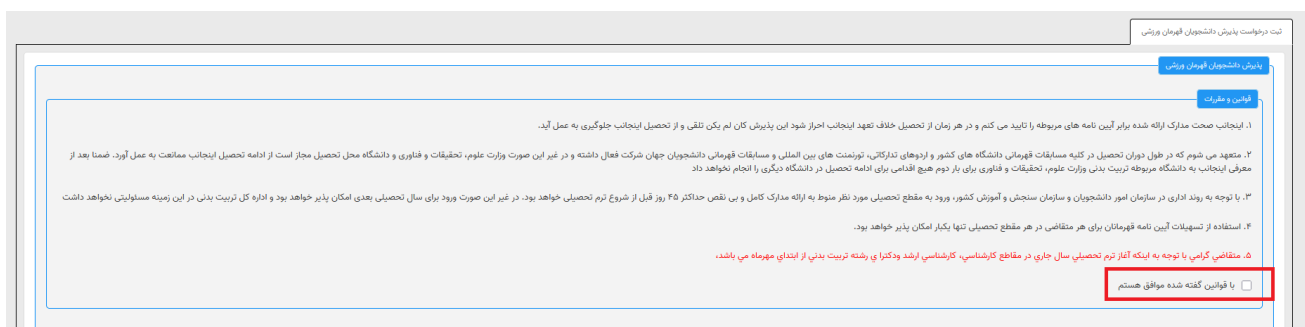 ثبت درخواست پذیرش دانشجویان قهرمان ورزشی
پذیرش دانشجویان قهرمان ورزشی
قوانین و مقررات
۱. اینجانب صحت مدارک ارائه شده برابر آیین نامه های مربوطه را تایید می کنم و در هر زمان از تحصیل خلاف تعهد اینجانب احراز شود این پذیرش کان لم یکن تلقی و از تحصیل اینجانب جلوگیری به عمل آید.
۲. متعهد می شوم که در طول دوران تحصیل در کلیه مسابقات قهرمانی دانشگاه های کشور و اردوهای تدارکاتی، تورنمنت های بین المللی و مسابقات قهرمانی دانشجویان جهان شرکت فعال داشته و در غیر این صورت وزارت علوم، تحقیقات و فناوری و دانشگاه محل تحصیل مجاز است از ادامه تحصیل اینجانب ممانعت به عمل آورد. ضمنا بعد از
معرفی اینجانب به دانشگاه مربوطه تربیت بدنی وزارت علوم، تحقیقات و فناوری برای بار دوم هیچ اقدامی برای ادامه تحصیل در دانشگاه دیگری را انجام نخواهد داد
۳. با توجه به روند اداری در سازمان امور دانشجویان و سازمان سنجش و آموزش کشور، ورود به مقطع تحصیلی مورد نظر منوط به ارائه مدارک کامل و بی نقص حداکثر ۴۵ روز قبل از شروع ترم تحصیلی خواهد بود. در غیر این صورت ورود برای سال تحصیلی بعدی امکان پذیر خواهد بود و اداره کل تربیت بدنی در این زمینه مسئولیتی نخواهد داشت
۴. استفاده از تسهیلات آیین نامه قهرمانان برای هر متقاضی در هر مقطع تحصیلی تنها یکبار امکان پذیر خواهد بود.
۵. متقاضي گرامي با توجه به اینکه آغاز ترم تحصیلي سال جاري در مقاطع کارشناسي، کارشناسي ارشد ودکترا ي رشته تربیت بدني از ابتداي مهرماه مي باشد،
با قوانین گفته شده موافق هستم